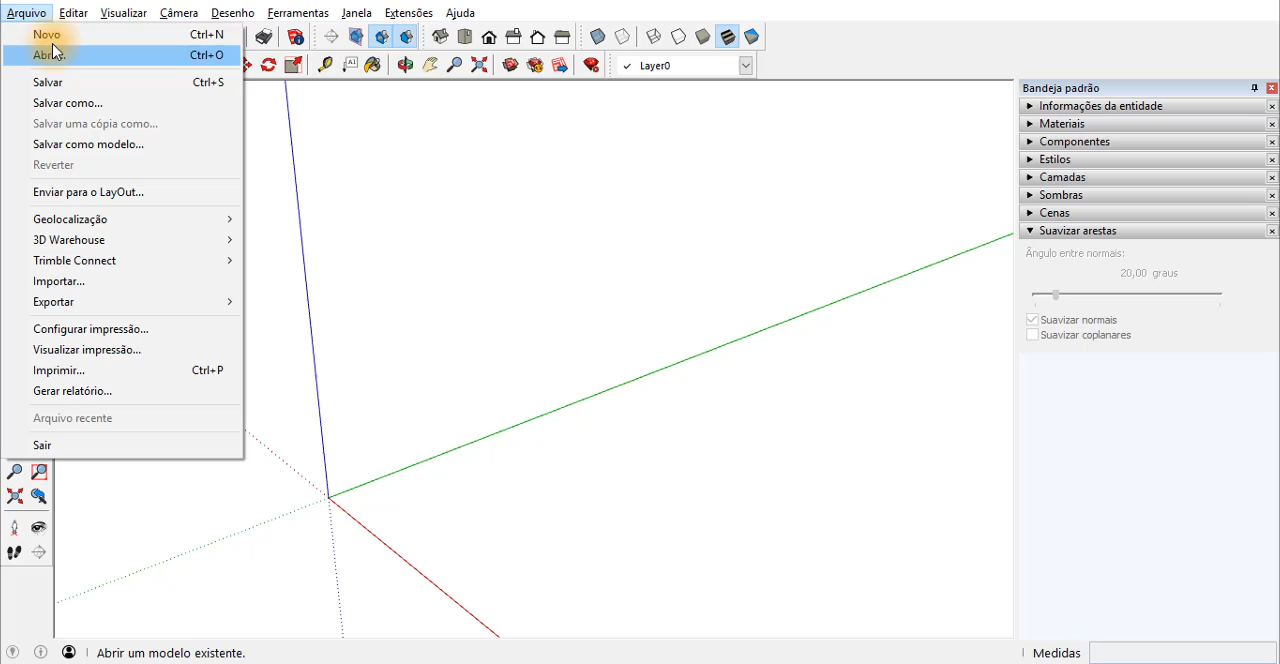 Arquivo Editar Visualizar Câmera Desenho Ferramentas Janela Extensões Ajuda
Novo Ctrl+N
Abrir... Ctrl+O
Salvar Ctrl+S
Salvar como...
Salvar uma cópia como...
Salvar como modelo...
Reverter
Enviar para o LayOut...
Geolocalização
3D Warehouse
Trimble Connect
Importar...
Exportar
Configurar impressão...
Visualizar impressão...
Imprimir... Ctrl+P
Gerar relatório...
Arquivo recente
Sair
Layer0
Bandeja padrão
Informações da entidade
Materiais
Componentes
Estilos
Camadas
Sombras
Cenas
Suavizar arestas
Ângulo entre normais:
20,00 graus
Suavizar normais
Suavizar coplanares
Abrir um modelo existente.
Medidas